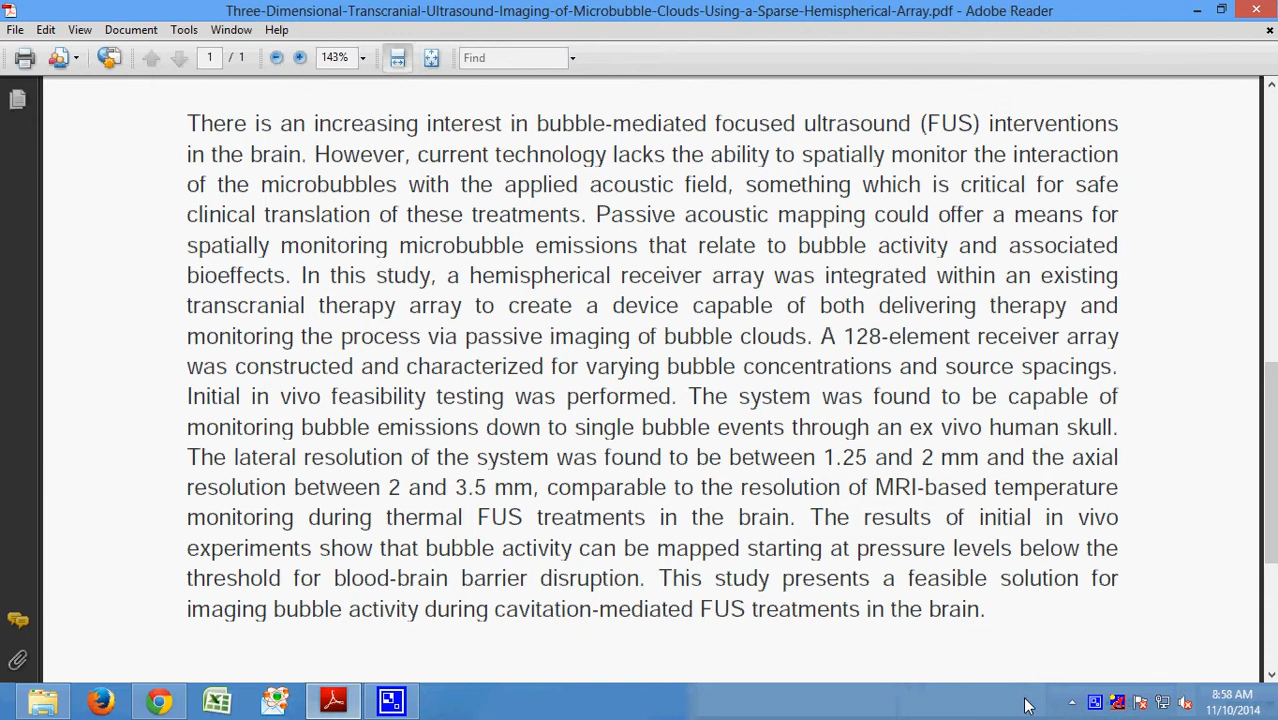 Three-Dimensional-Transcranial-Ultrasound-Imaging-of-Microbubble-Clouds-Using-a-Sparse-Hemispherical-Array.pdf - Adobe Reader
File Edit View Document Tools Window Help
1 / 1 143% Find
There is an increasing interest in bubble-mediated focused ultrasound (FUS) interventions
in the brain. However, current technology lacks the ability to spatially monitor the interaction
of the microbubbles with the applied acoustic field, something which is critical for safe
clinical translation of these treatments. Passive acoustic mapping could offer a means for
spatially monitoring microbubble emissions that relate to bubble activity and associated
bioeffects. In this study, a hemispherical receiver array was integrated within an existing
transcranial therapy array to create a device capable of both delivering therapy and
monitoring the process via passive imaging of bubble clouds. A 128-element receiver array
was constructed and characterized for varying bubble concentrations and source spacings.
Initial in vivo feasibility testing was performed. The system was found to be capable of
monitoring bubble emissions down to single bubble events through an ex vivo human skull.
The lateral resolution of the system was found to be between 1.25 and 2 mm and the axial
resolution between 2 and 3.5 mm, comparable to the resolution of MRI-based temperature
monitoring during thermal FUS treatments in the brain. The results of initial in vivo
experiments show that bubble activity can be mapped starting at pressure levels below the
threshold for blood-brain barrier disruption. This study presents a feasible solution for
imaging bubble activity during cavitation-mediated FUS treatments in the brain.
8:58 AM
11/10/2014